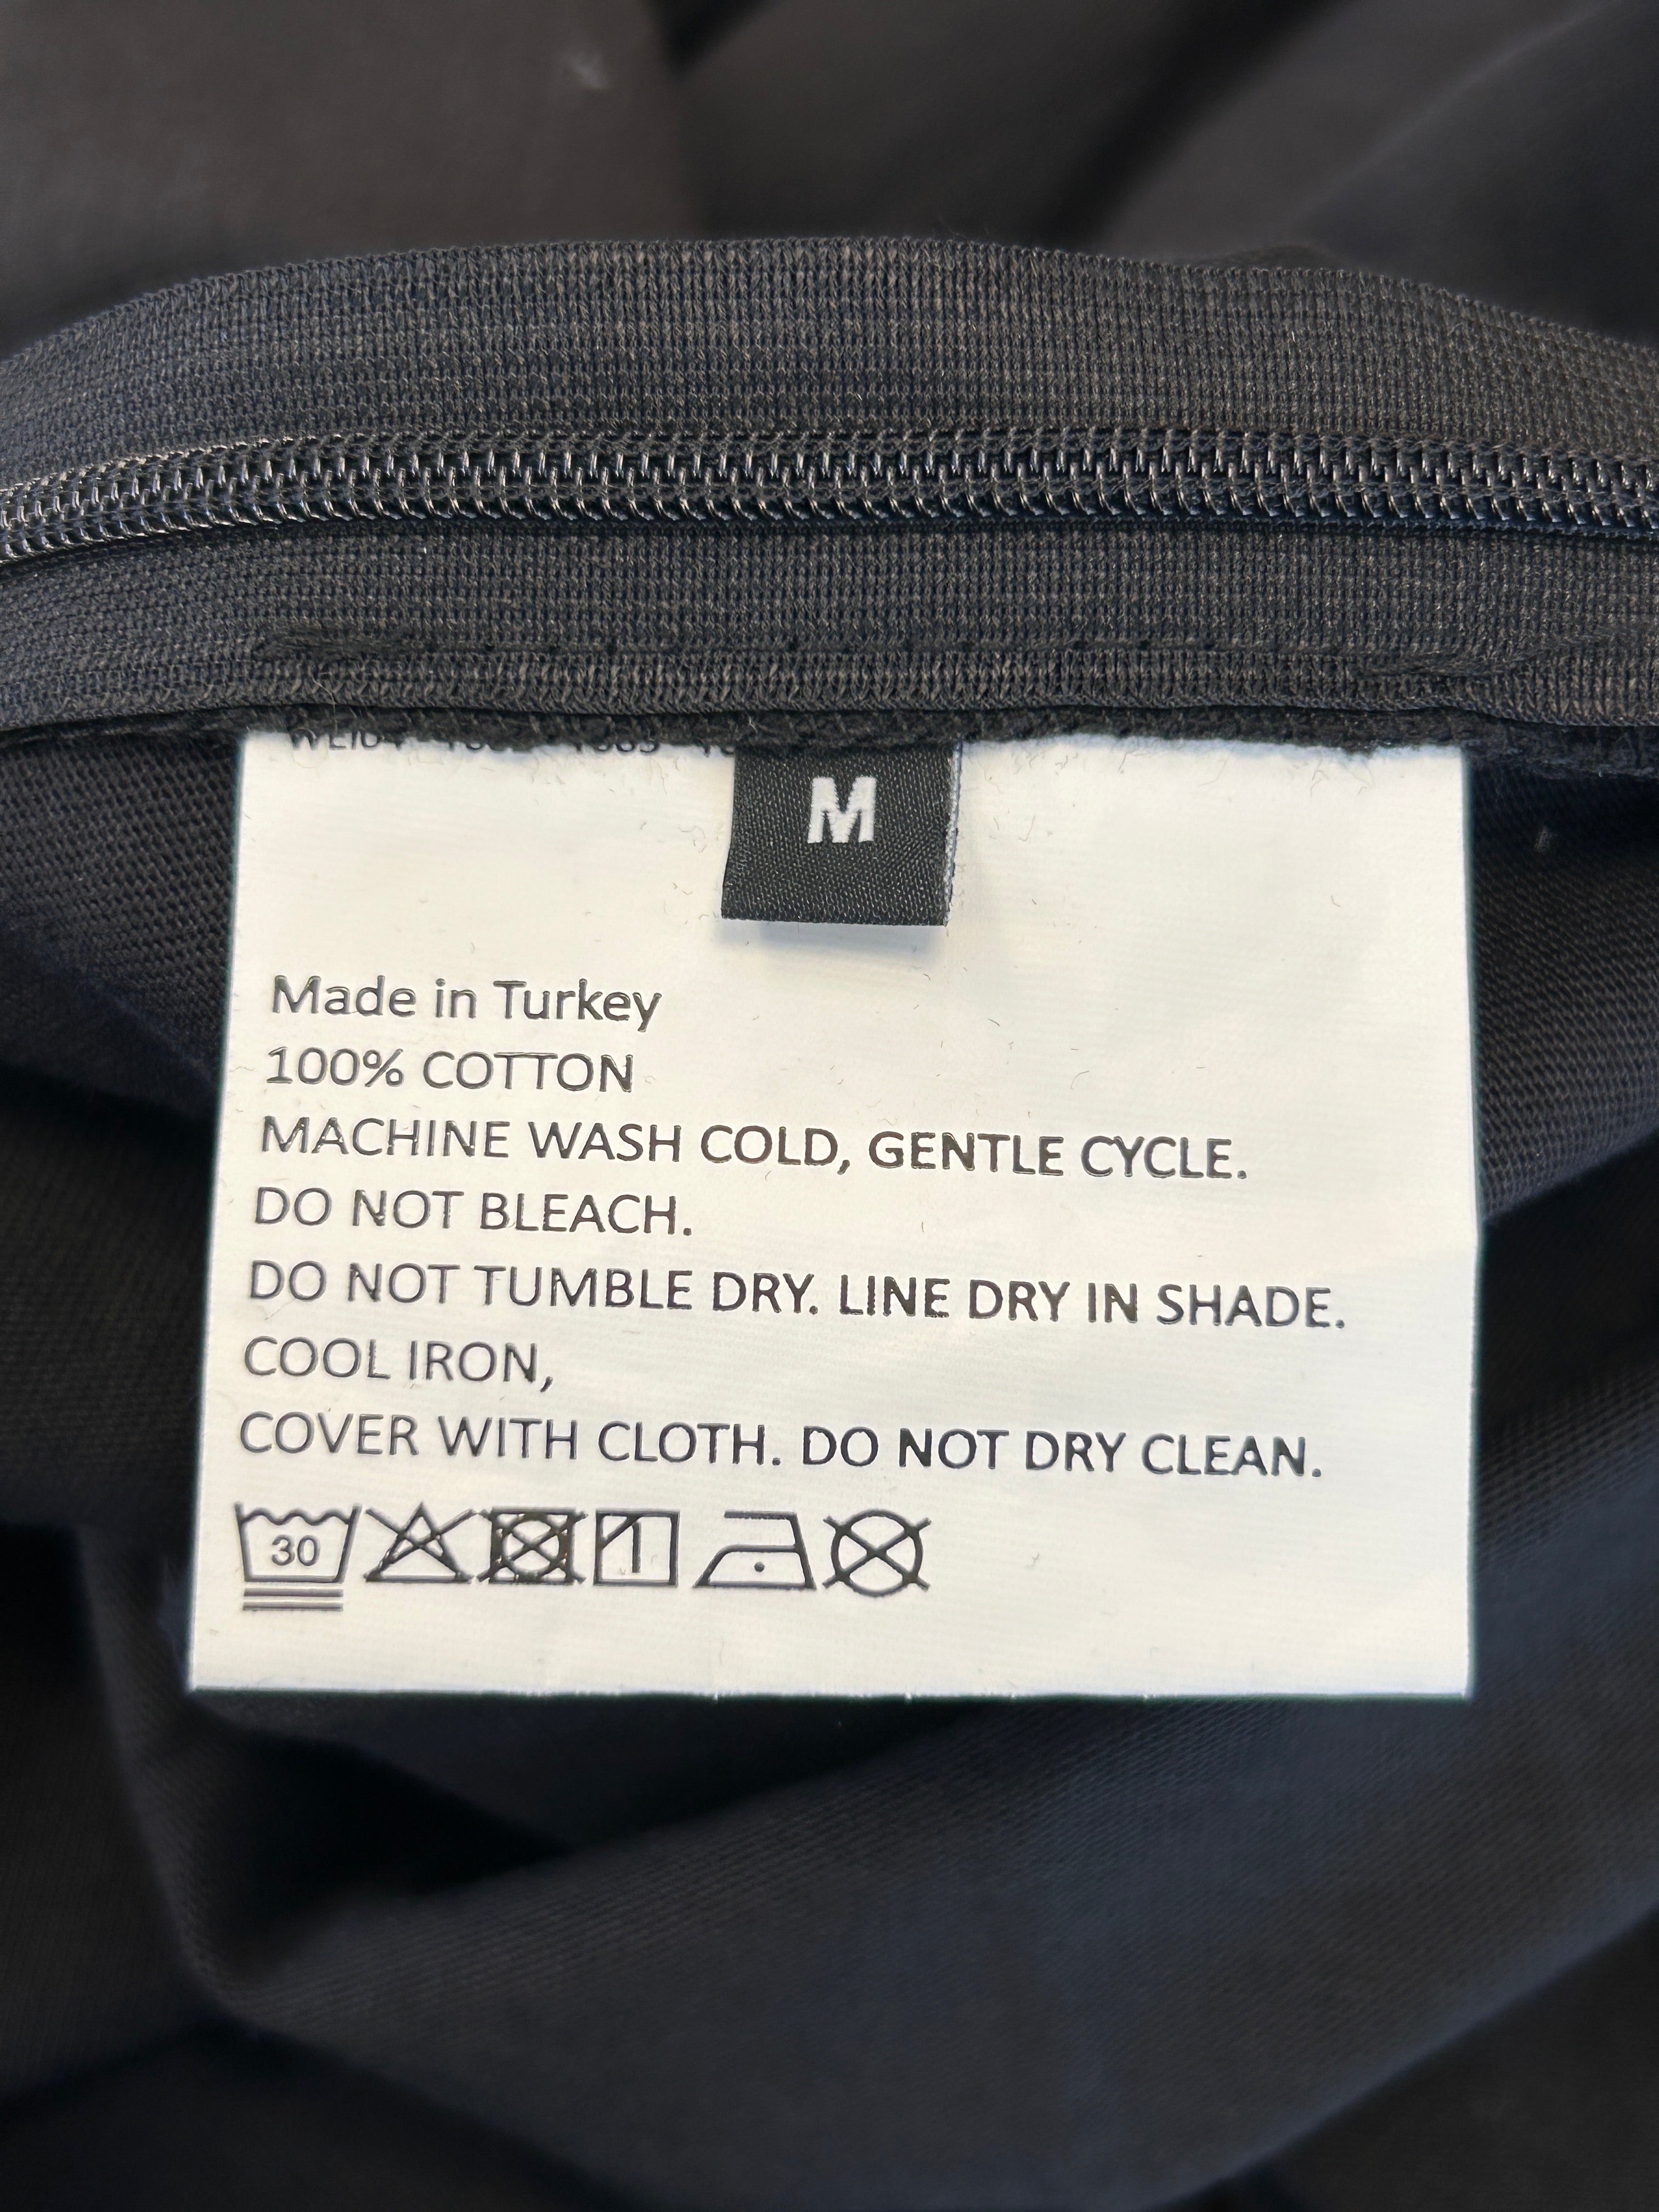 M
Made in Turkey
100% COTTON
MACHINE WASH COLD, GENTLE CYCLE.
DO NOT BLEACH.
DO NOT TUMBLE DRY. LINE DRY IN SHADE.
COOL IRON,
COVER WITH CLOTH. DO NOT DRY CLEAN.
30